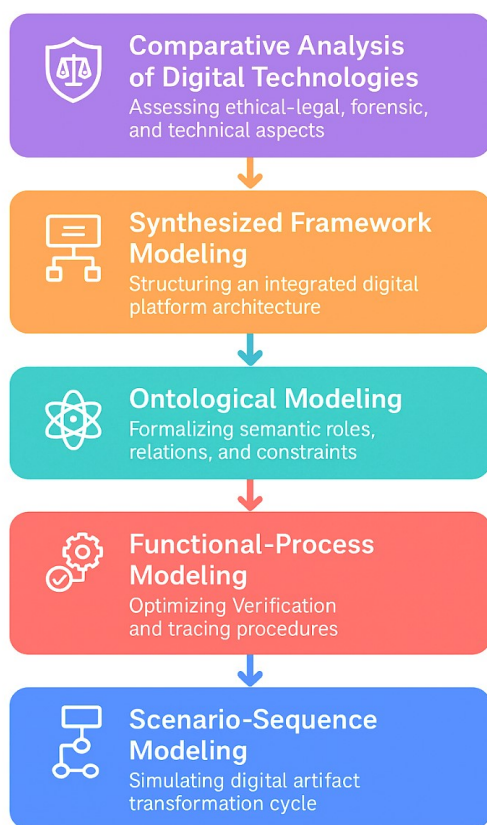 Comparative Analysis
of Digital Technologies
Assessing ethical-legal, forensic,
and technical aspects
Synthesized Framework
Modeling
Structuring an integrated digital
platform architecture
Ontological Modeling
Formalizing semantic roles,
relations, and constraints
Functional-Process
Modeling
Optimizing Verification
and tracing procedures
Scenario-Sequence
Modeling
Simulating digital artifact
transformation cycle